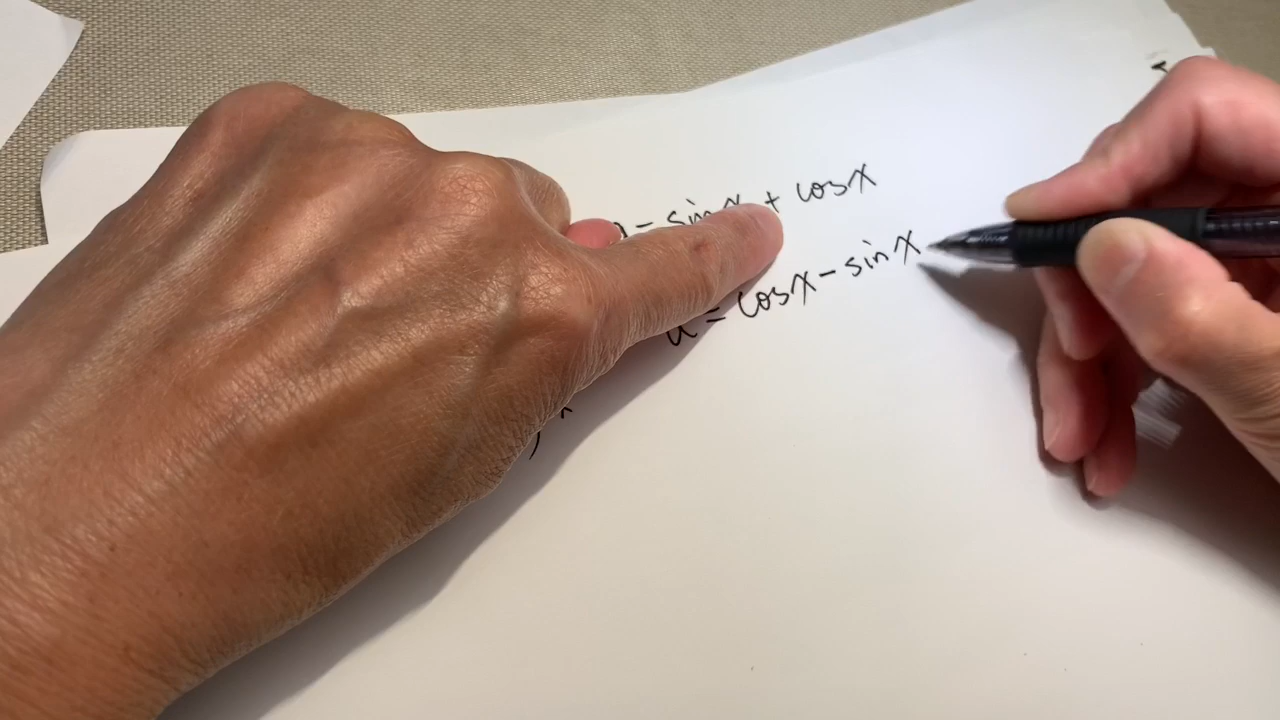 - sin x + cos x
u = cos x - sin x